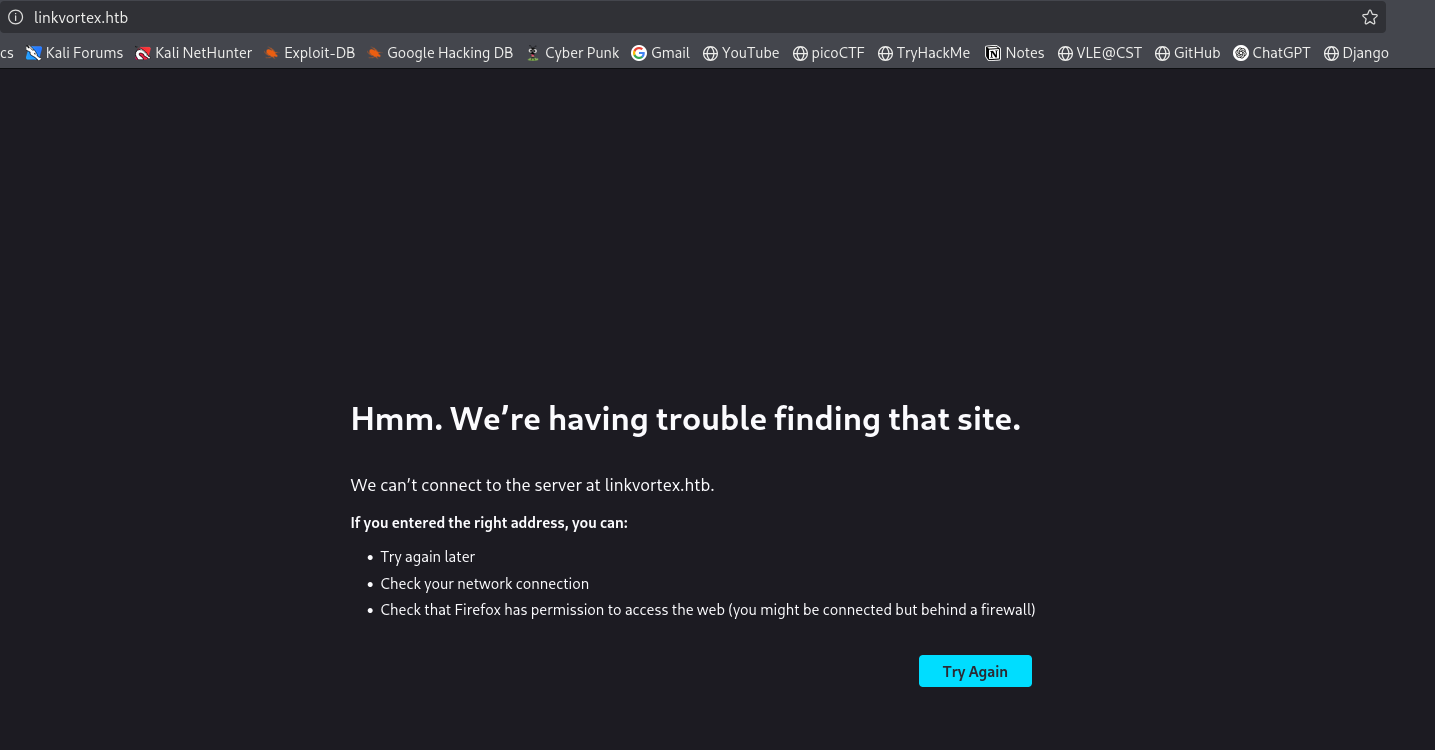 linkvortex.htb
cs Kali Forums Kali NetHunter Exploit-DB Google Hacking DB Cyber Punk Gmail YouTube picoCTF TryHackMe Notes VLE@CST GitHub ChatGPT Django
Hmm. We’re having trouble finding that site.
We can’t connect to the server at linkvortex.htb.
If you entered the right address, you can:
• Try again later
• Check your network connection
• Check that Firefox has permission to access the web (you might be connected but behind a firewall)
Try Again